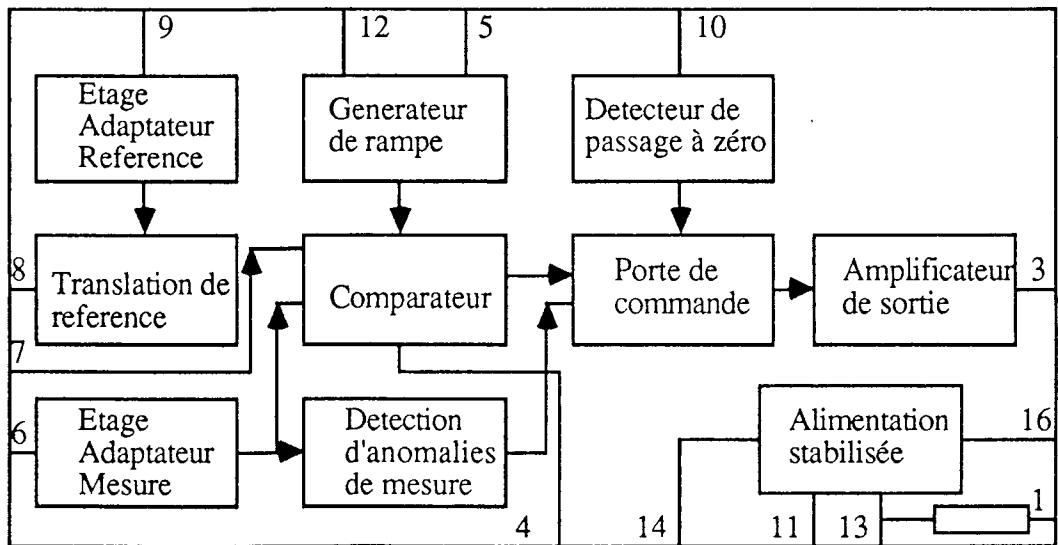 9
12
5
10
Etage
Adaptateur
Reference
Generateur
de rampe
Detecteur de
passage à zéro
8
Translation de
reference
Comparateur
Porte de
commande
Amplificateur
de sortie
3
7
6
Etage
Adaptateur
Mesure
Detection
d'anomalies
de mesure
Alimentation
stabilisée
16
4
14
11
13
1